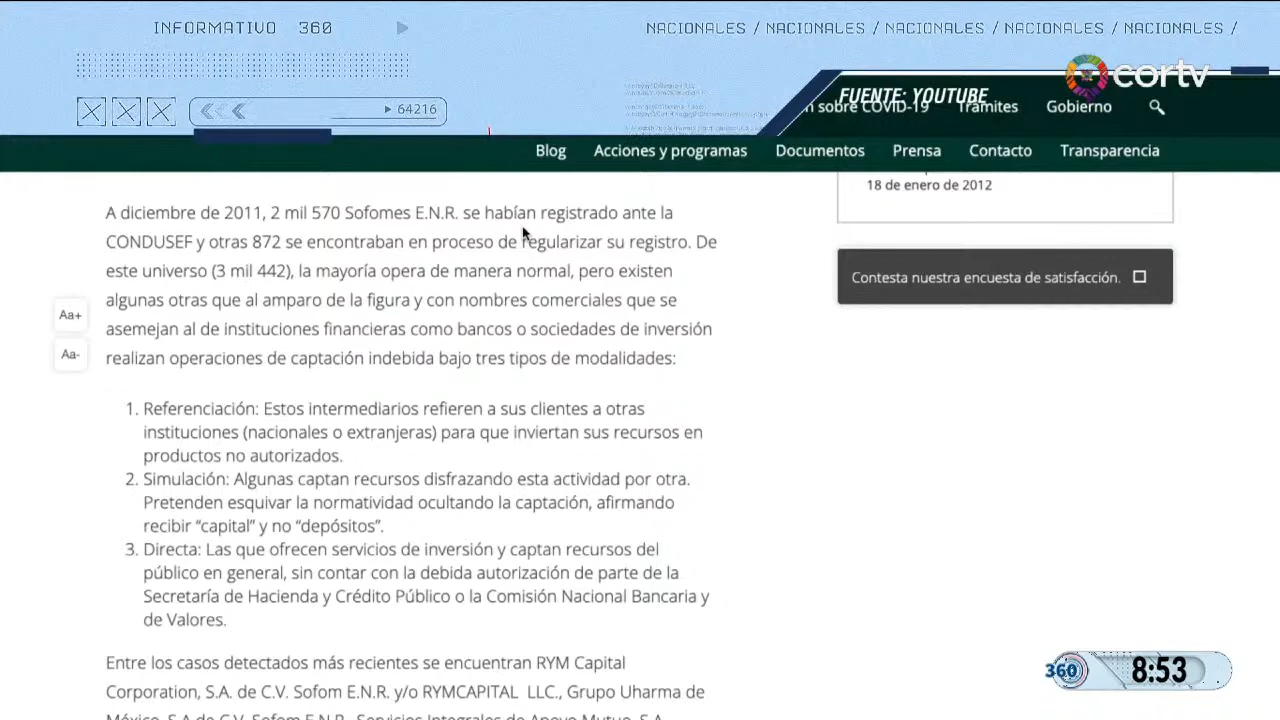 INFORMATIVO 360
NACIONALES / NACIONALES / NACIONALES / NACIONALES / NACIONALES /
cortv
FUENTE: YOUTUBE
64216
n sobre COVID-19 Trámites Gobierno
Blog Acciones y programas Documentos Prensa Contacto Transparencia
18 de enero de 2012
A diciembre de 2011, 2 mil 570 Sofomes E.N.R. se habían registrado ante la
CONDUSEF y otras 872 se encontraban en proceso de regularizar su registro. De
este universo (3 mil 442), la mayoría opera de manera normal, pero existen
algunas otras que al amparo de la figura y con nombres comerciales que se
asemejan al de instituciones financieras como bancos o sociedades de inversión
realizan operaciones de captación indebida bajo tres tipos de modalidades:
Contesta nuestra encuesta de satisfacción.
Aa+
Aa-
1. Referenciación: Estos intermediarios refieren a sus clientes a otras
instituciones (nacionales o extranjeras) para que inviertan sus recursos en
productos no autorizados.
2. Simulación: Algunas captan recursos disfrazando esta actividad por otra.
Pretenden esquivar la normatividad ocultando la captación, afirmando
recibir “capital” y no “depósitos”.
3. Directa: Las que ofrecen servicios de inversión y captan recursos del
público en general, sin contar con la debida autorización de parte de la
Secretaría de Hacienda y Crédito Público o la Comisión Nacional Bancaria y
de Valores.
Entre los casos detectados más recientes se encuentran RYM Capital
Corporation, S.A. de C.V. Sofom E.N.R. y/o RYMCAPITAL LLC., Grupo Uharma de
México, S.A de C.V. Sofom E.N.R., Servicios Integrales de Apoyo Mutuo, S.A.
360 8:53